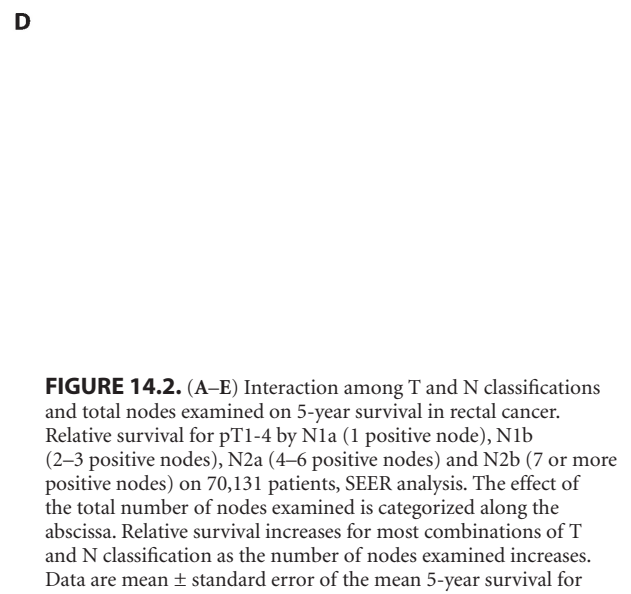 D
FIGURE 14.2. (A–E) Interaction among T and N classifications
and total nodes examined on 5-year survival in rectal cancer.
Relative survival for pT1-4 by N1a (1 positive node), N1b
(2–3 positive nodes), N2a (4–6 positive nodes) and N2b (7 or more
positive nodes) on 70,131 patients, SEER analysis. The effect of
the total number of nodes examined is categorized along the
abscissa. Relative survival increases for most combinations of T
and N classification as the number of nodes examined increases.
Data are mean ± standard error of the mean 5-year survival for